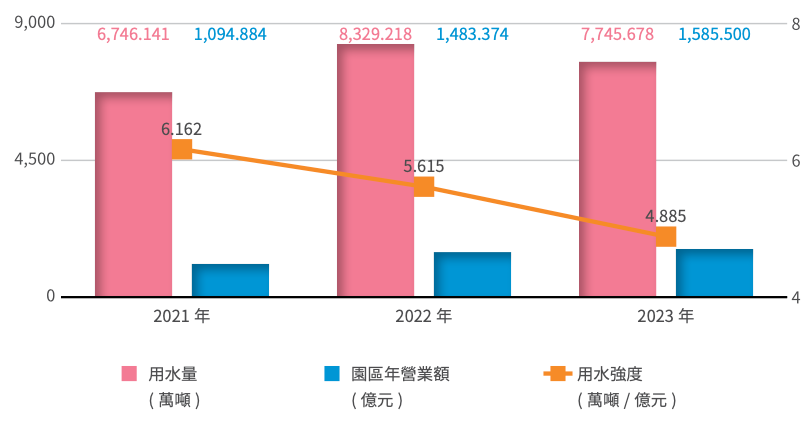 9,000
8
6,746.141 1,094.884 8,329.218 1,483.374 7,745.678 1,585.500
6.162
4,500
5.615
6
4.885
0
4
2021 年 2022 年 2023 年
用水量 園區年營業額 用水強度
( 萬噸 ) ( 億元 ) ( 萬噸 / 億元 )